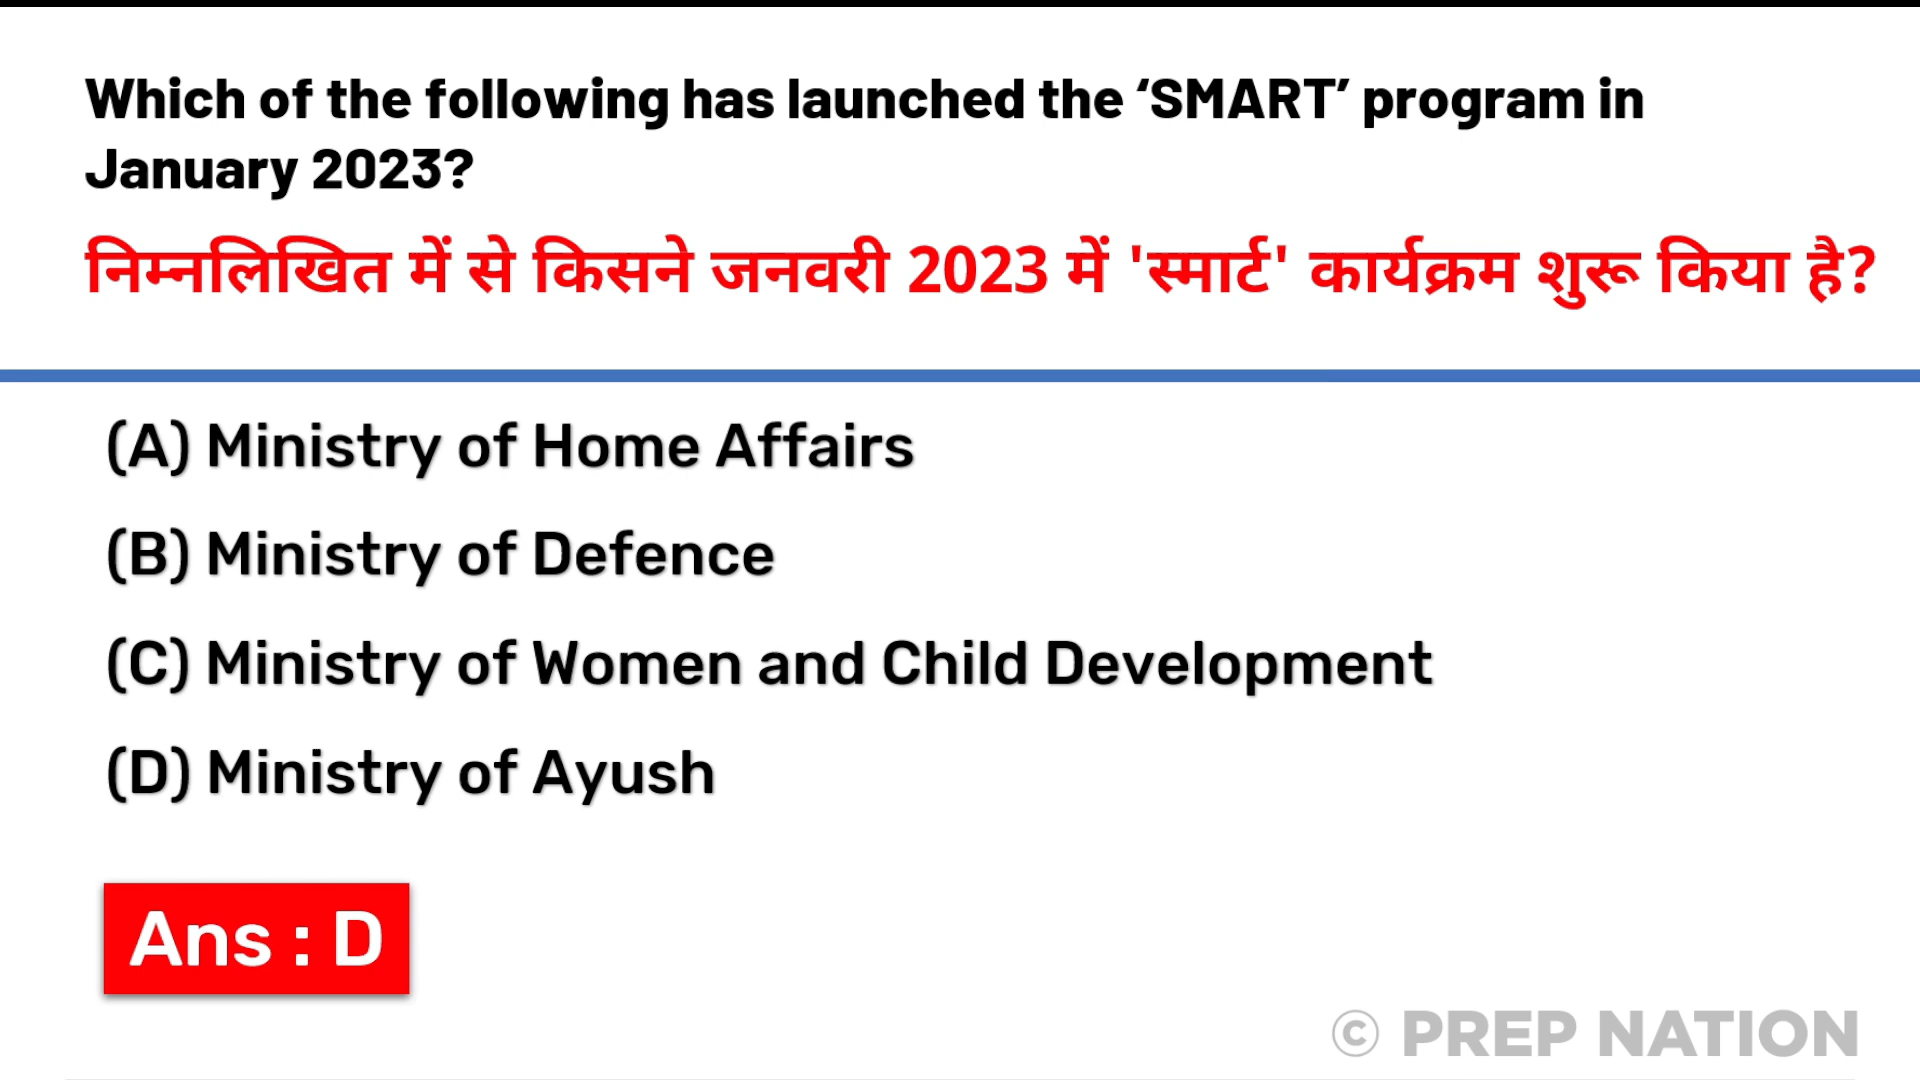 Which of the following has launched the ‘SMART’ program in
January 2023?
निम्नलिखित में से किसने जनवरी 2023 में 'स्मार्ट' कार्यक्रम शुरू किया है?
(A) Ministry of Home Affairs
(B) Ministry of Defence
(C) Ministry of Women and Child Development
(D) Ministry of Ayush
Ans : D
© PREP NATION